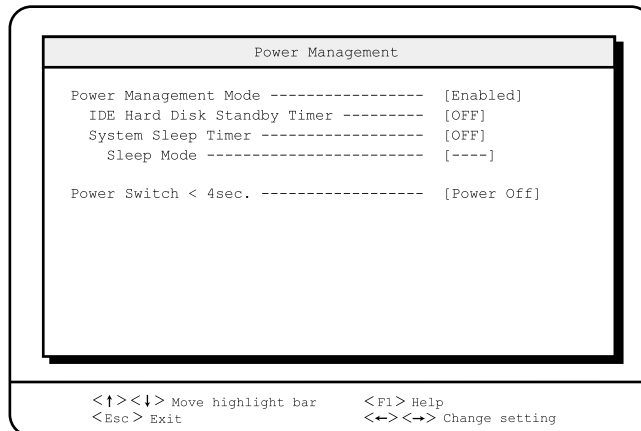 Power Management
Power Management Mode ----------------- [Enabled]
IDE Hard Disk Standby Timer --------- [OFF]
System Sleep Timer ------------------ [OFF]
Sleep Mode ------------------------ [----]
Power Switch < 4sec. ------------------ [Power Off]
<↑><↓> Move highlight bar <F1> Help
<Esc> Exit <←><→> Change setting